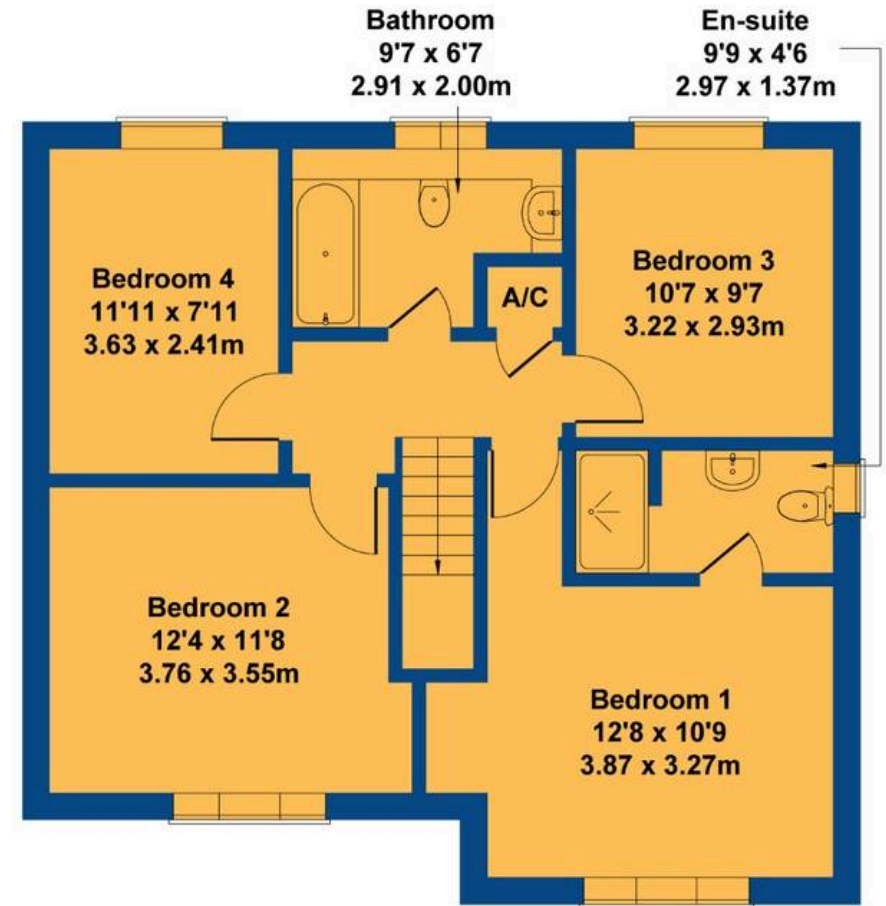 Bathroom
9'7 x 6'7
2.91 x 2.00m
En-suite
9'9 x 4'6
2.97 x 1.37m
Bedroom 4
11'11 x 7'11
3.63 x 2.41m
A/C
Bedroom 3
10'7 x 9'7
3.22 x 2.93m
Bedroom 2
12'4 x 11'8
3.76 x 3.55m
Bedroom 1
12'8 x 10'9
3.87 x 3.27m